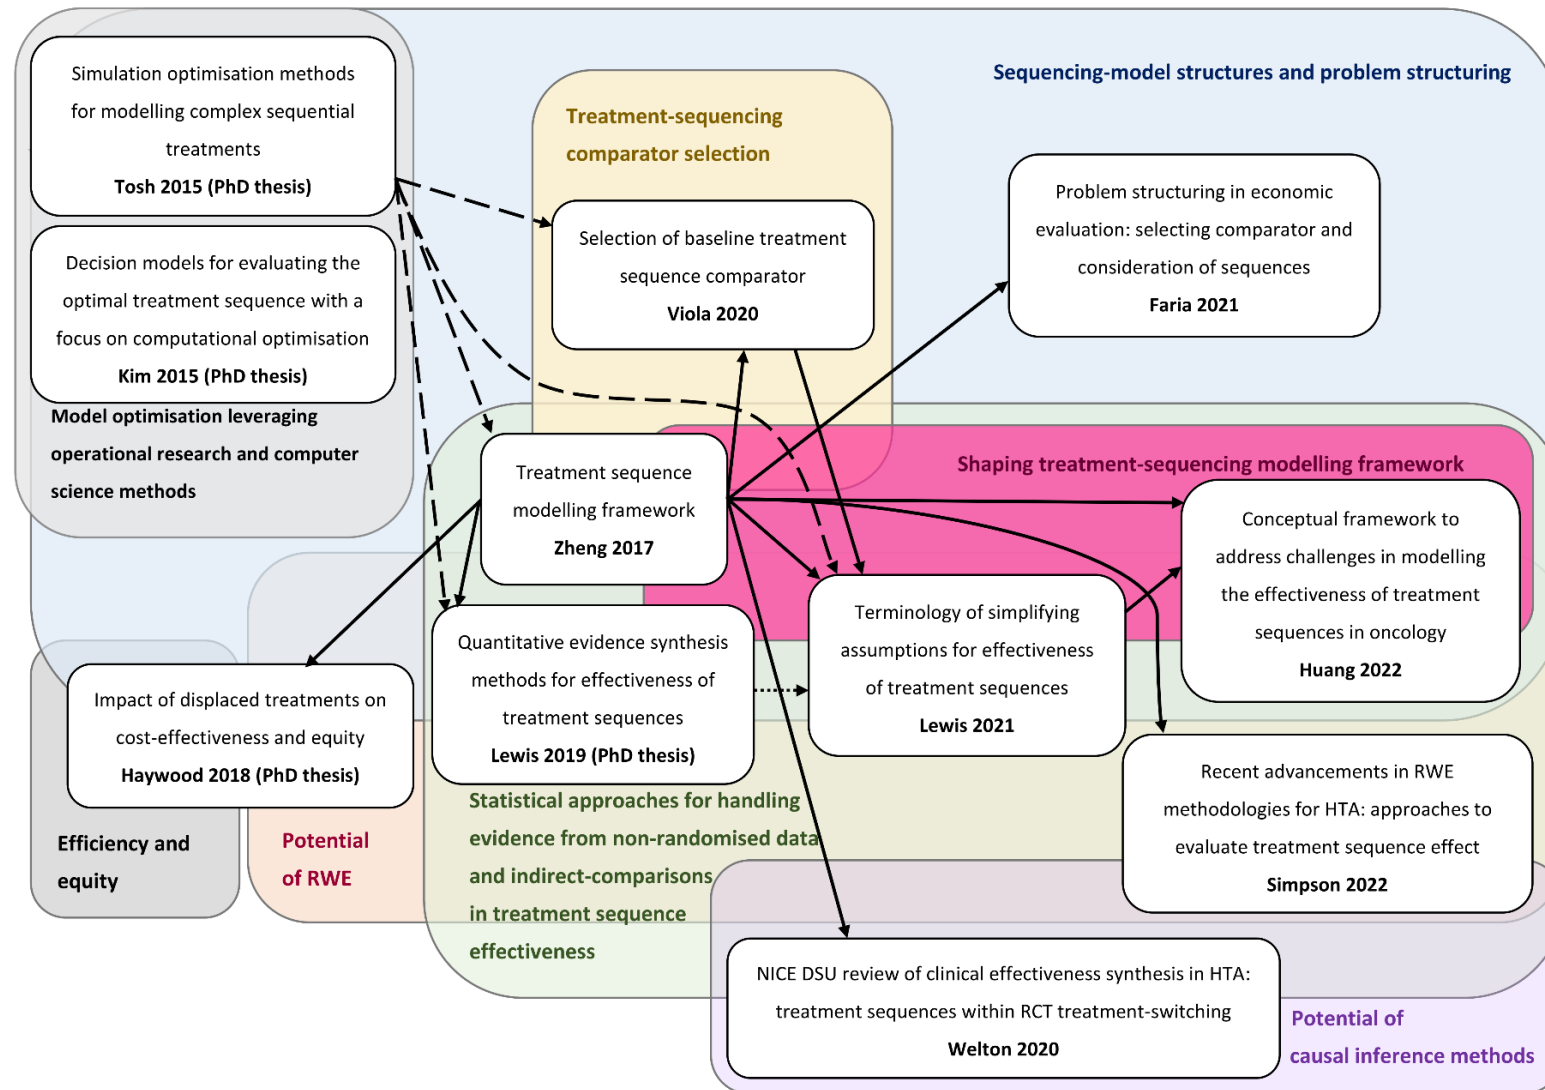 Simulation optimisation methods
for modelling complex sequential
treatments
Tosh 2015 (PhD thesis)
Decision models for evaluating the
optimal treatment sequence with a
focus on computational optimisation
Kim 2015 (PhD thesis)
Model optimisation leveraging
operational research and computer
science methods
Treatment-sequencing
comparator selection
Selection of baseline treatment
sequence comparator
Viola 2020
Sequencing-model structures and problem structuring
Problem structuring in economic
evaluation: selecting comparator and
consideration of sequences
Faria 2021
Treatment sequence
modelling framework
Zheng 2017
Shaping treatment-sequencing modelling framework
Conceptual framework to
address challenges in modelling
the effectiveness of treatment
sequences in oncology
Huang 2022
Terminology of simplifying
assumptions for effectiveness
of treatment sequences
Lewis 2021
Quantitative evidence synthesis
methods for effectiveness of
treatment sequences
Lewis 2019 (PhD thesis)
Impact of displaced treatments on
cost-effectiveness and equity
Haywood 2018 (PhD thesis)
Efficiency and
equity
Potential
of RWE
Statistical approaches for handling
evidence from non-randomised data
and indirect-comparisons
in treatment sequence
effectiveness
Recent advancements in RWE
methodologies for HTA: approaches to
evaluate treatment sequence effect
Simpson 2022
NICE DSU review of clinical effectiveness synthesis in HTA:
treatment sequences within RCT treatment-switching
Welton 2020
Potential of
causal inference methods